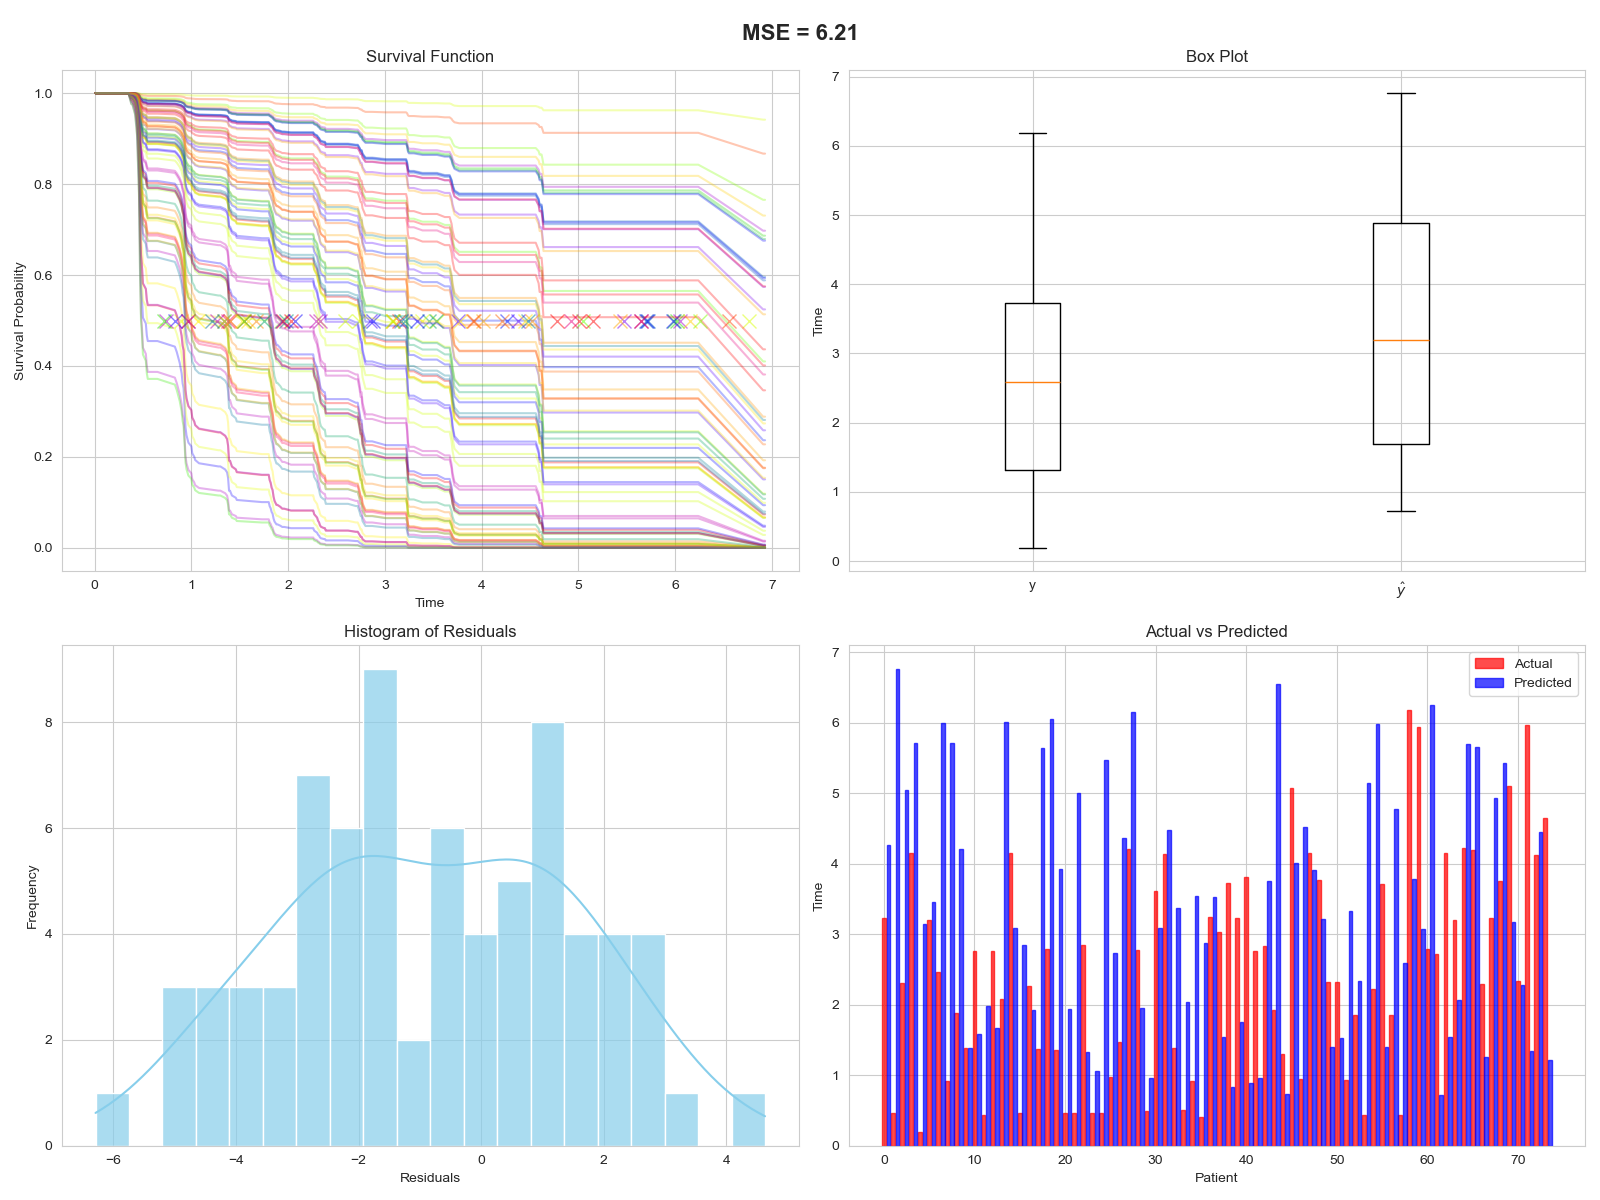 MSE = 6.21
Survival Function
Survival Probability
1.0
0.8
0.6
0.4
0.2
0.0
0 1 2 3 4 5 6 7
Time
Box Plot
Time
7
6
5
4
3
2
1
0
y ŷ
Histogram of Residuals
Frequency
8
6
4
2
0
−6 −4 −2 0 2 4
Residuals
Actual vs Predicted
Actual
Predicted
Time
7
6
5
4
3
2
1
0
0 10 20 30 40 50 60 70
Patient